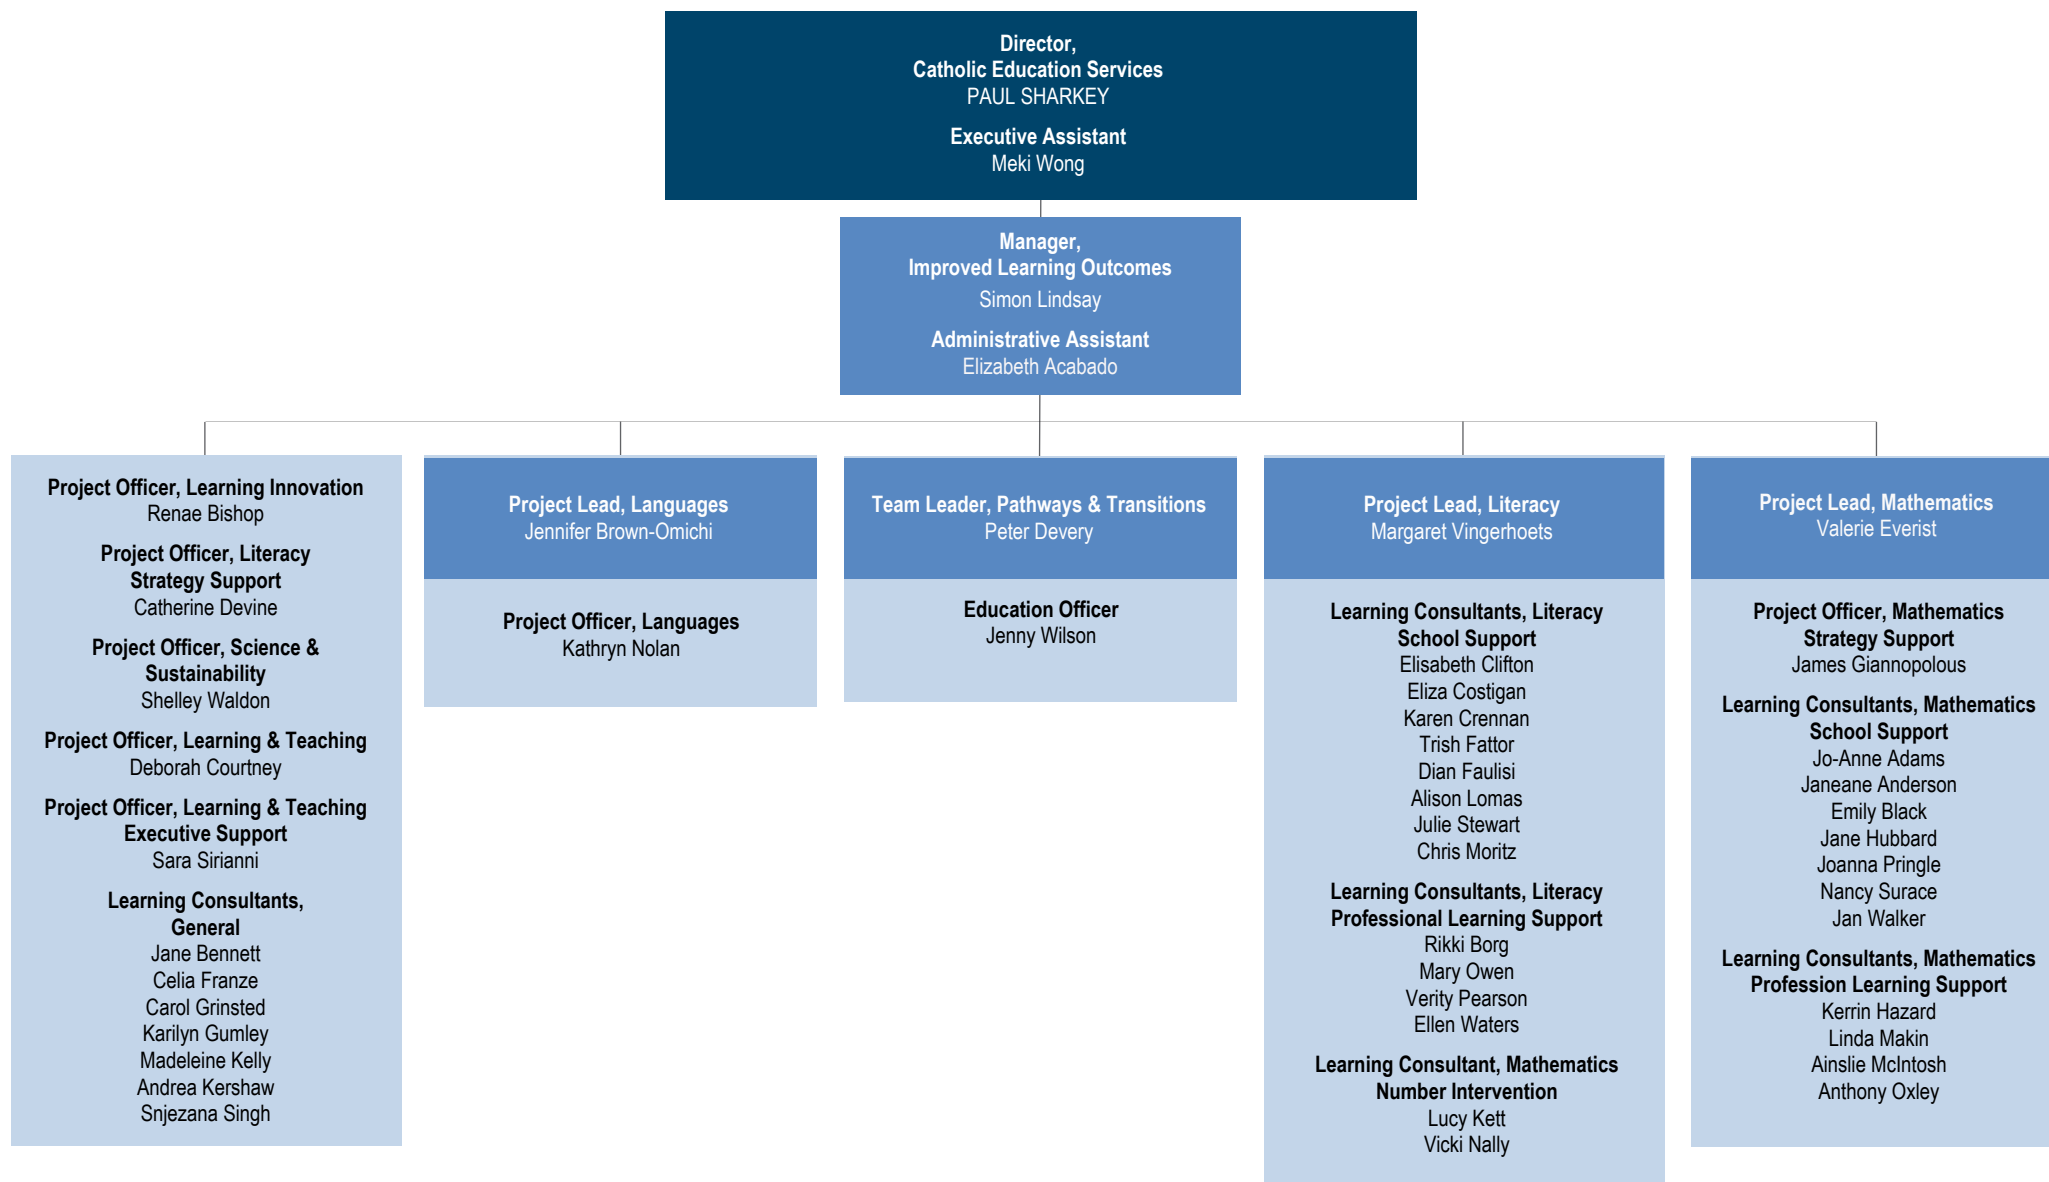 Director,
Catholic Education Services
PAUL SHARKEY
Executive Assistant
Meki Wong
Manager,
Improved Learning Outcomes
Simon Lindsay
Administrative Assistant
Elizabeth Acabado
Project Officer, Learning Innovation
Renae Bishop
Project Officer, Literacy
Strategy Support
Catherine Devine
Project Officer, Science &
Sustainability
Shelley Waldon
Project Officer, Learning & Teaching
Deborah Courtney
Project Officer, Learning & Teaching
Executive Support
Sara Sirianni
Learning Consultants,
General
Jane Bennett
Celia Franze
Carol Grinsted
Karilyn Gumley
Madeleine Kelly
Andrea Kershaw
Snjezana Singh
Project Lead, Languages
Jennifer Brown-Omichi
Project Officer, Languages
Kathryn Nolan
Team Leader, Pathways & Transitions
Peter Devery
Education Officer
Jenny Wilson
Project Lead, Literacy
Margaret Vingerhoets
Learning Consultants, Literacy
School Support
Elisabeth Clifton
Eliza Costigan
Karen Crennan
Trish Fattor
Dian Faulisi
Alison Lomas
Julie Stewart
Chris Moritz
Learning Consultants, Literacy
Professional Learning Support
Rikki Borg
Mary Owen
Verity Pearson
Ellen Waters
Learning Consultant, Mathematics
Number Intervention
Lucy Kett
Vicki Nally
Project Lead, Mathematics
Valerie Everist
Project Officer, Mathematics
Strategy Support
James Giannopolous
Learning Consultants, Mathematics
School Support
Jo-Anne Adams
Janeane Anderson
Emily Black
Jane Hubbard
Joanna Pringle
Nancy Surace
Jan Walker
Learning Consultants, Mathematics
Profession Learning Support
Kerrin Hazard
Linda Makin
Ainslie McIntosh
Anthony Oxley